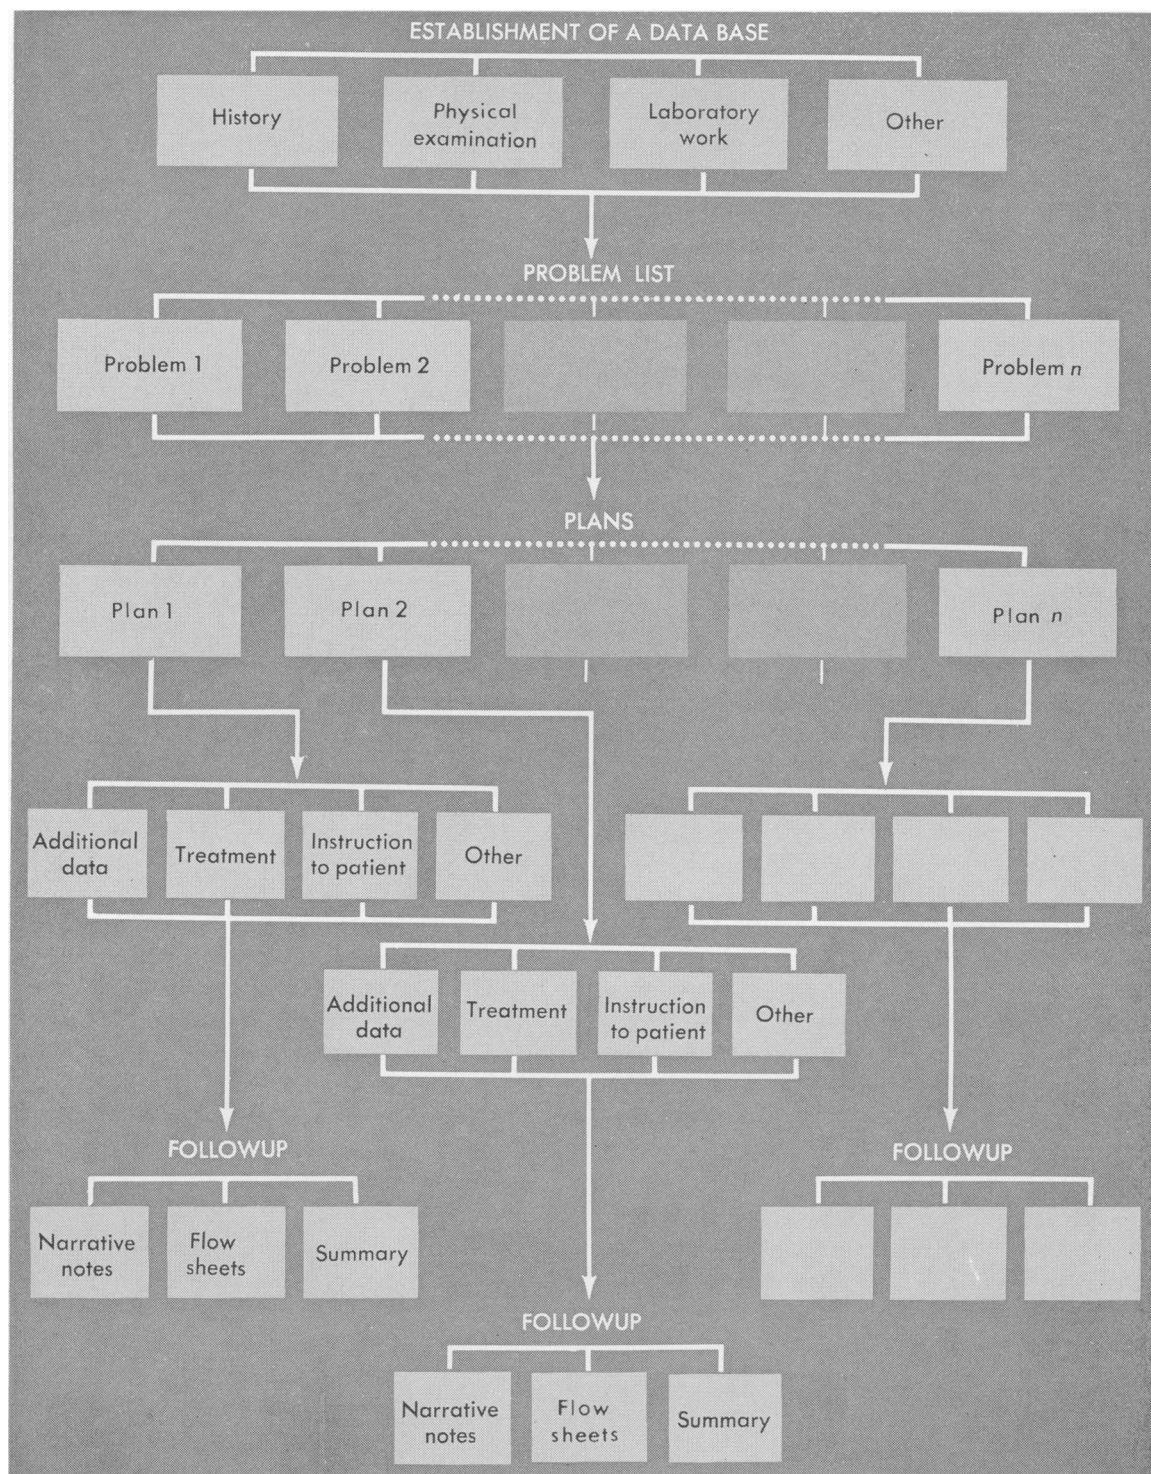 ESTABLISHMENT OF A DATA BASE
History
Physical
examination
Laboratory
work
Other
PROBLEM LIST
Problem 1
Problem 2
Problem n
PLANS
Plan 1
Plan 2
Plan n
Additional
data
Treatment
Instruction
to patient
Other
Additional
data
Treatment
Instruction
to patient
Other
FOLLOWUP
Narrative
notes
Flow
sheets
Summary
FOLLOWUP
FOLLOWUP
Narrative
notes
Flow
sheets
Summary